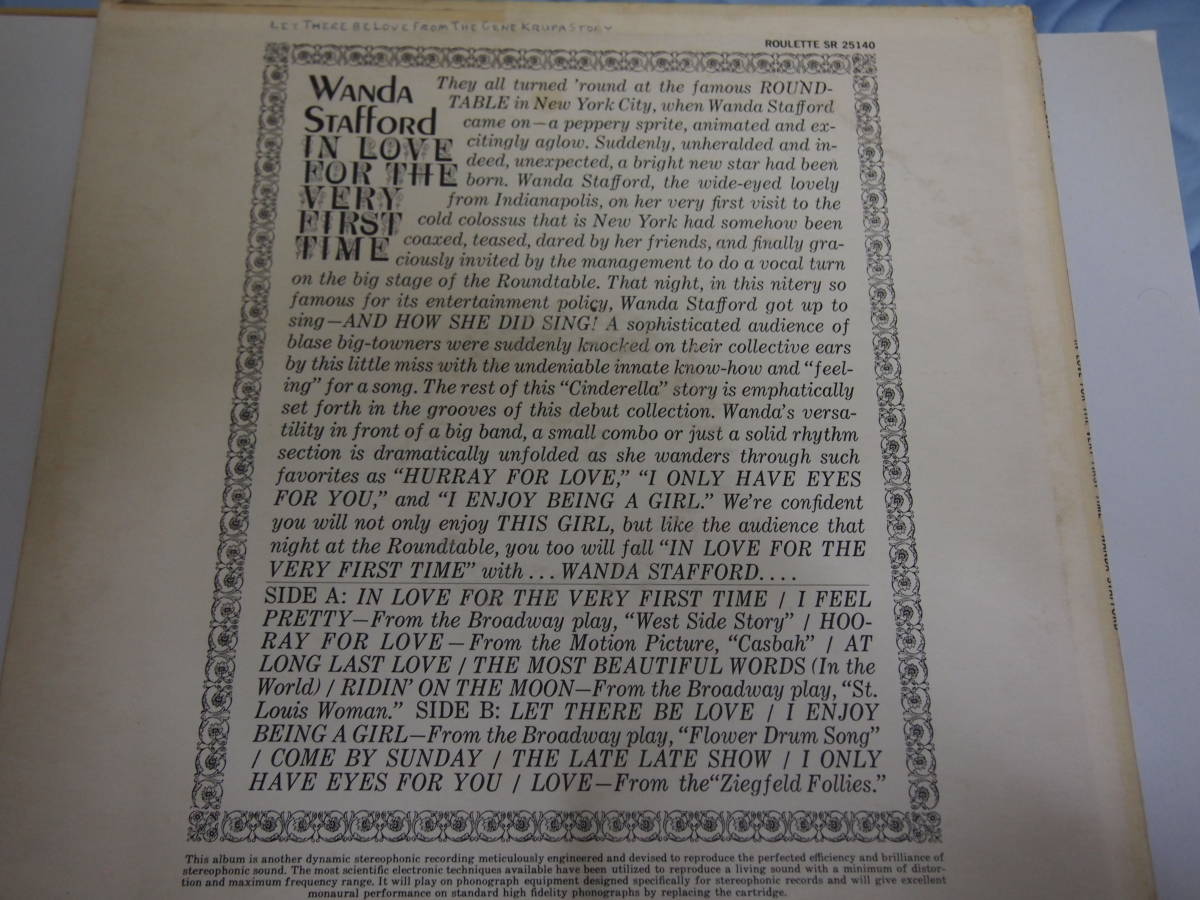 LET THERE BE LOVE FROM THE GENE KRUPA STORY
ROULETTE SR 25140
Wanda
Stafford
IN LOVE
FOR THE
VERY
FIRST
TIME
They all turned 'round at the famous ROUND-
TABLE in New York City, when Wanda Stafford
came on—a peppery sprite, animated and ex-
citingly aglow. Suddenly, unheralded and in-
deed, unexpected, a bright new star had been
born. Wanda Stafford, the wide-eyed lovely
from Indianapolis, on her very first visit to the
cold colossus that is New York had somehow been
coaxed, teased, dared by her friends, and finally gra-
ciously invited by the management to do a vocal turn
on the big stage of the Roundtable. That night, in this nitery so
famous for its entertainment policy, Wanda Stafford got up to
sing—AND HOW SHE DID SING! A sophisticated audience of
blase big-towners were suddenly knocked on their collective ears
by this little miss with the undeniable innate know-how and "feel-
ing" for a song. The rest of this "Cinderella" story is emphatically
set forth in the grooves of this debut collection. Wanda's versa-
tility in front of a big band, a small combo or just a solid rhythm
section is dramatically unfolded as she wanders through such
favorites as "HURRAY FOR LOVE," "I ONLY HAVE EYES
FOR YOU," and "I ENJOY BEING A GIRL." We're confident
you will not only enjoy THIS GIRL, but like the audience that
night at the Roundtable, you too will fall "IN LOVE FOR THE
VERY FIRST TIME" with . . . WANDA STAFFORD. . . .
SIDE A: IN LOVE FOR THE VERY FIRST TIME / I FEEL
PRETTY—From the Broadway play, "West Side Story" / HOO-
RAY FOR LOVE—From the Motion Picture, "Casbah" / AT
LONG LAST LOVE / THE MOST BEAUTIFUL WORDS (In the
World) / RIDIN' ON THE MOON—From the Broadway play, "St.
Louis Woman." SIDE B: LET THERE BE LOVE / I ENJOY
BEING A GIRL—From the Broadway play, "Flower Drum Song"
/ COME BY SUNDAY / THE LATE LATE SHOW / I ONLY
HAVE EYES FOR YOU / LOVE—From the "Ziegfeld Follies."
This album is another dynamic stereophonic recording meticulously engineered and devised to reproduce the perfected efficiency and brilliance of
stereophonic sound. The most scientific electronic techniques available have been utilized to reproduce a living sound with a minimum of distor-
tion and maximum frequency range. It will play on phonograph equipment designed specifically for stereophonic records and will give excellent
monaural performance on standard high fidelity phonographs by replacing the cartridge.